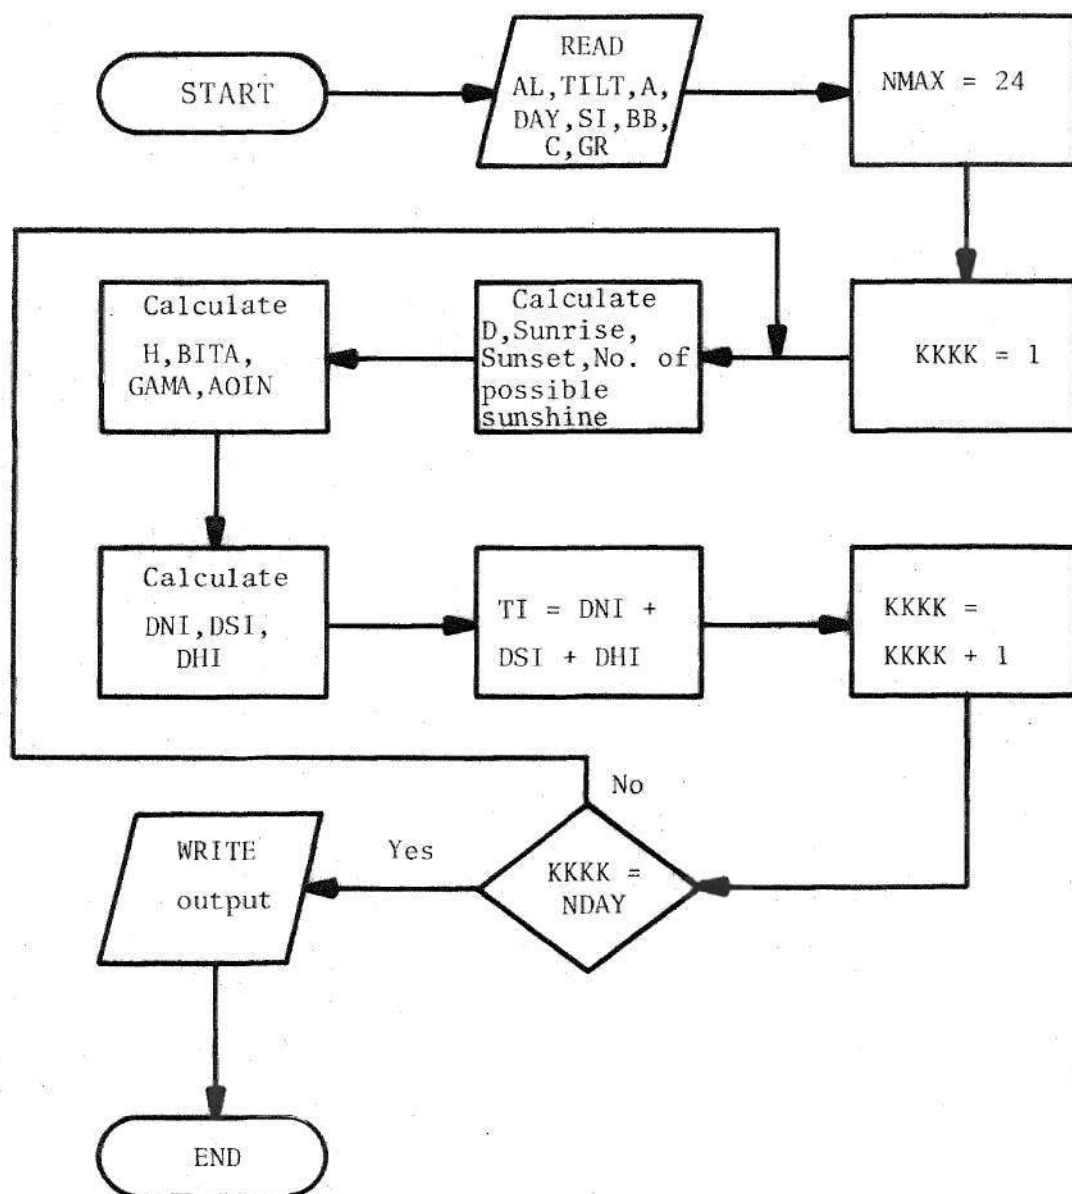 START
READ
AL,TILT,A,
DAY,SI,BB,
C,GR
NMAX = 24
KKKK = 1
Calculate
D,Sunrise,
Sunset,No. of
possible
sunshine
Calculate
H,BITA,
GAMA,AOIN
Calculate
DNI,DSI,
DHI
TI = DNI +
DSI + DHI
KKKK =
KKKK + 1
KKKK =
NDAY
No
Yes
WRITE
output
END